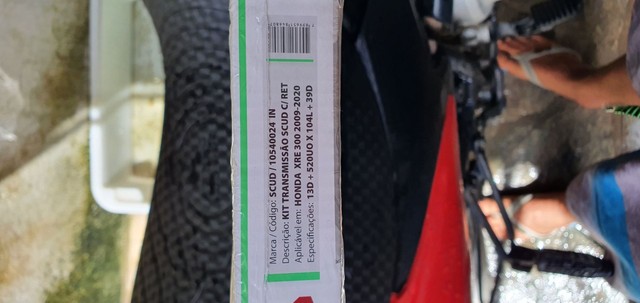 Marca / Código: SCUD / 10540024 IN
Descrição: KIT TRANSMISSÃO SCUD C/ RET
Aplicável em: HONDA XRE 300 2009-2020
Especificações: 13D + 520UO X 104L + 39D